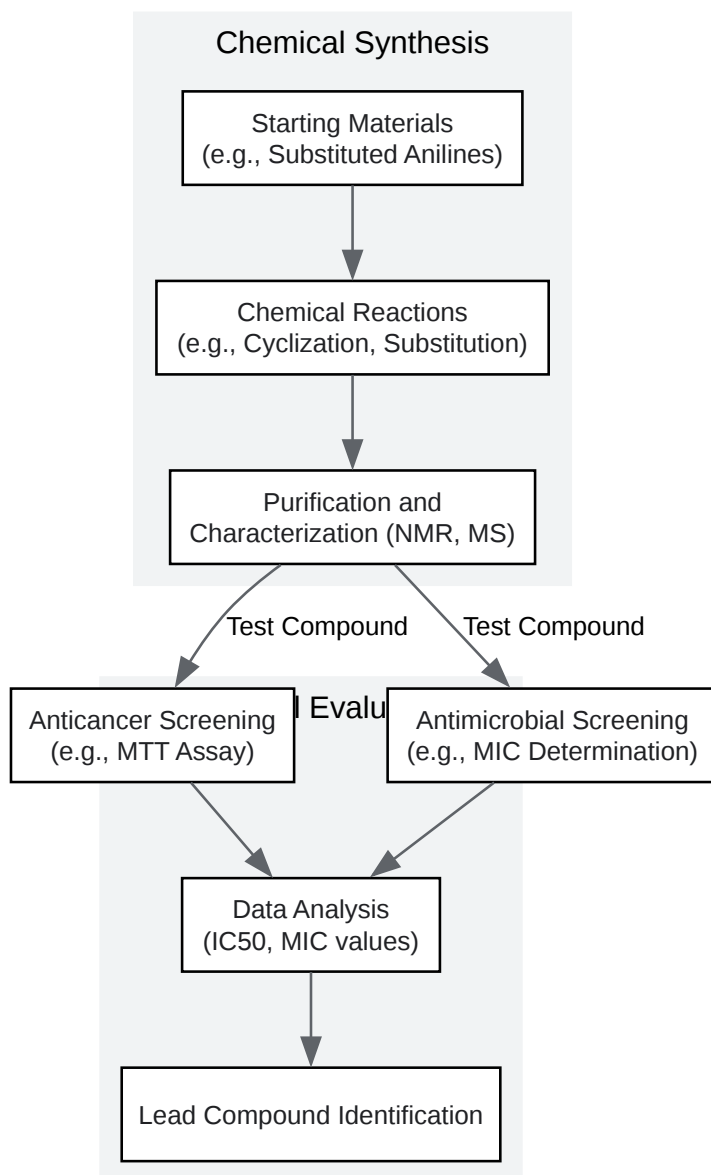 Chemical Synthesis
Starting Materials
(e.g., Substituted Anilines)
Chemical Reactions
(e.g., Cyclization, Substitution)
Purification and
Characterization (NMR, MS)
Test Compound
Test Compound
Anticancer Screening
(e.g., MTT Assay)
Antimicrobial Screening
(e.g., MIC Determination)
Data Analysis
(IC50, MIC values)
Lead Compound Identification